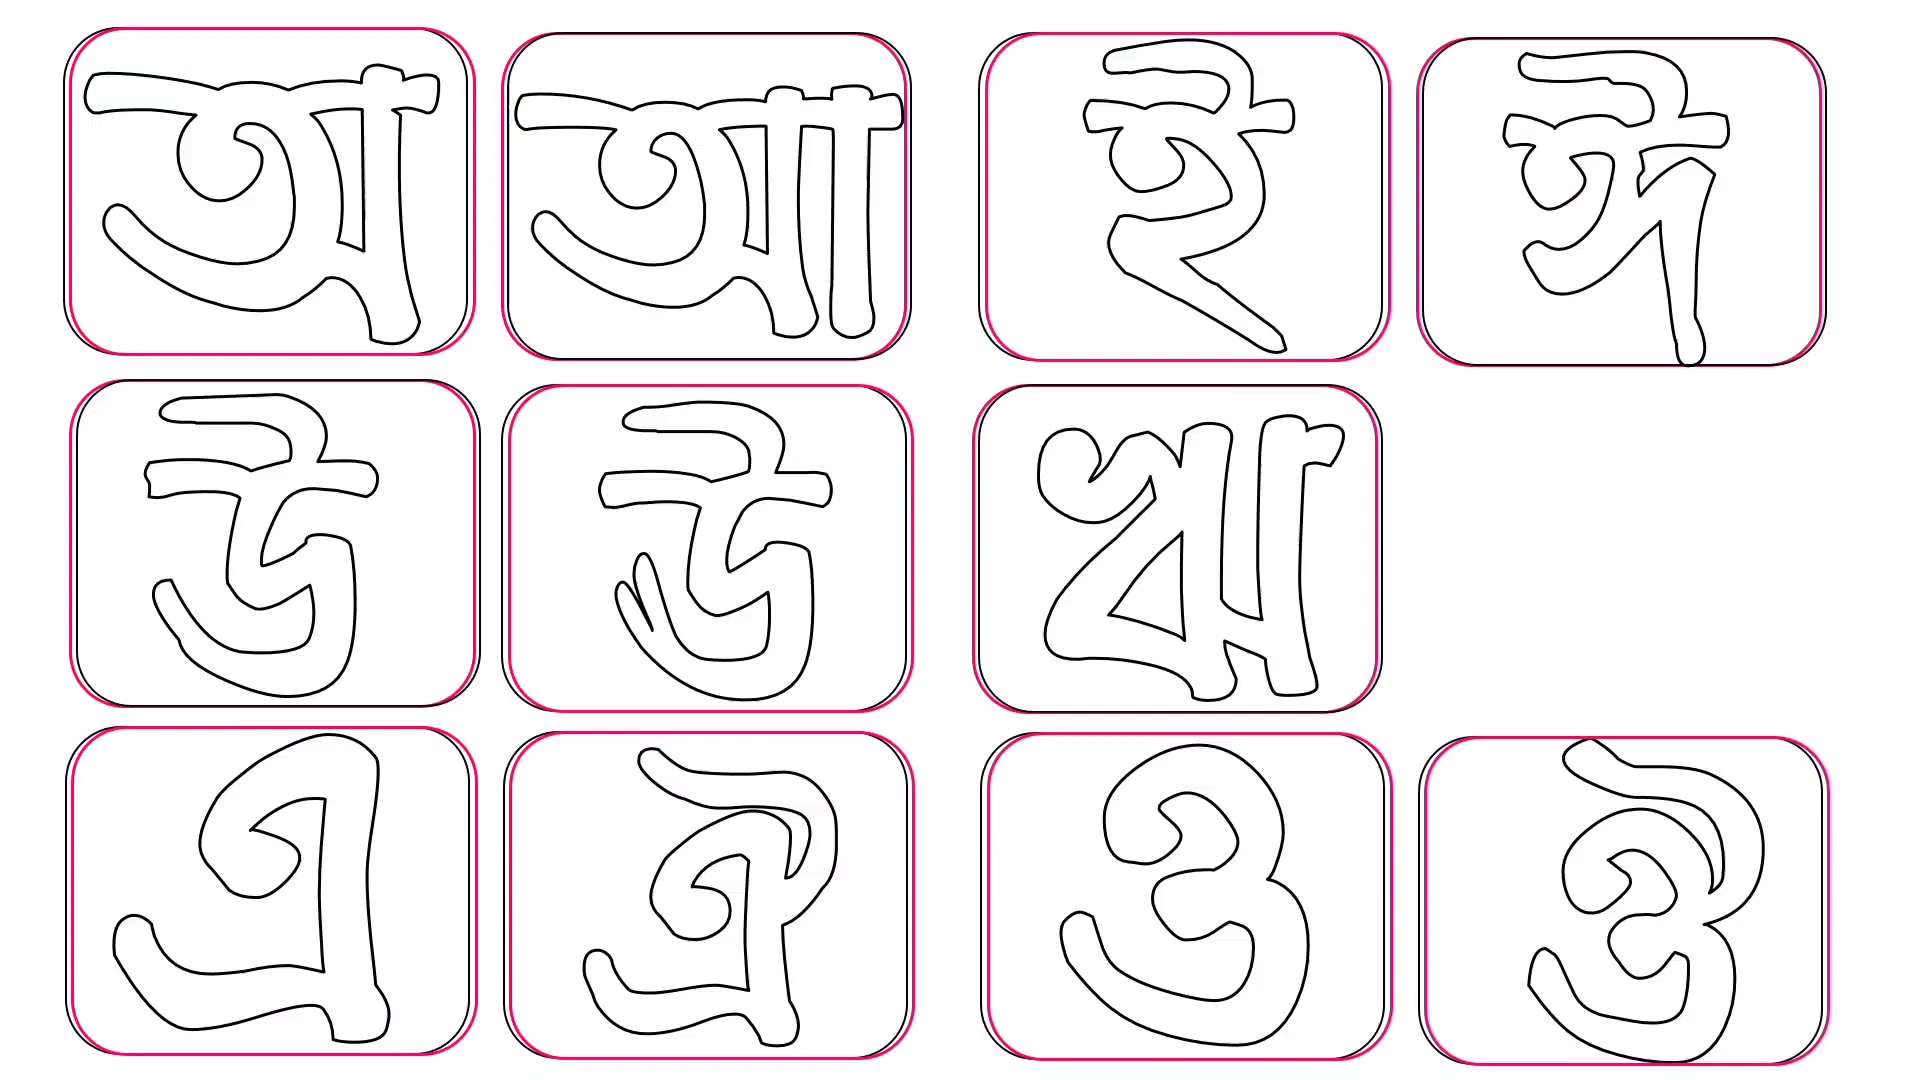 অ আ ই ঈ
উ ঊ ঋ
এ ঐ ও ঔ